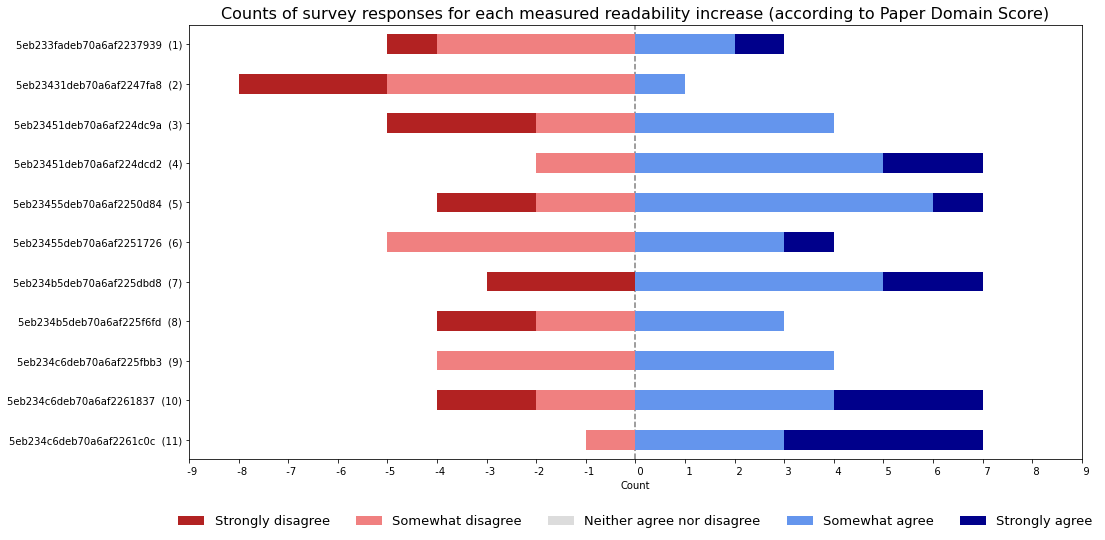 Counts of survey responses for each measured readability increase (according to Paper Domain Score)
5eb233fadeb70a6af2237939 (1)
5eb23431deb70a6af2247fa8 (2)
5eb23451deb70a6af224dc9a (3)
5eb23451deb70a6af224dcd2 (4)
5eb23455deb70a6af2250d84 (5)
5eb23455deb70a6af2251726 (6)
5eb234b5deb70a6af225dbd8 (7)
5eb234b5deb70a6af225f6fd (8)
5eb234c6deb70a6af225fbb3 (9)
5eb234c6deb70a6af2261837 (10)
5eb234c6deb70a6af2261c0c (11)
-9 -8 -7 -6 -5 -4 -3 -2 -1 0 1 2 3 4 5 6 7 8 9
Count
Strongly disagree Somewhat disagree Neither agree nor disagree Somewhat agree Strongly agree